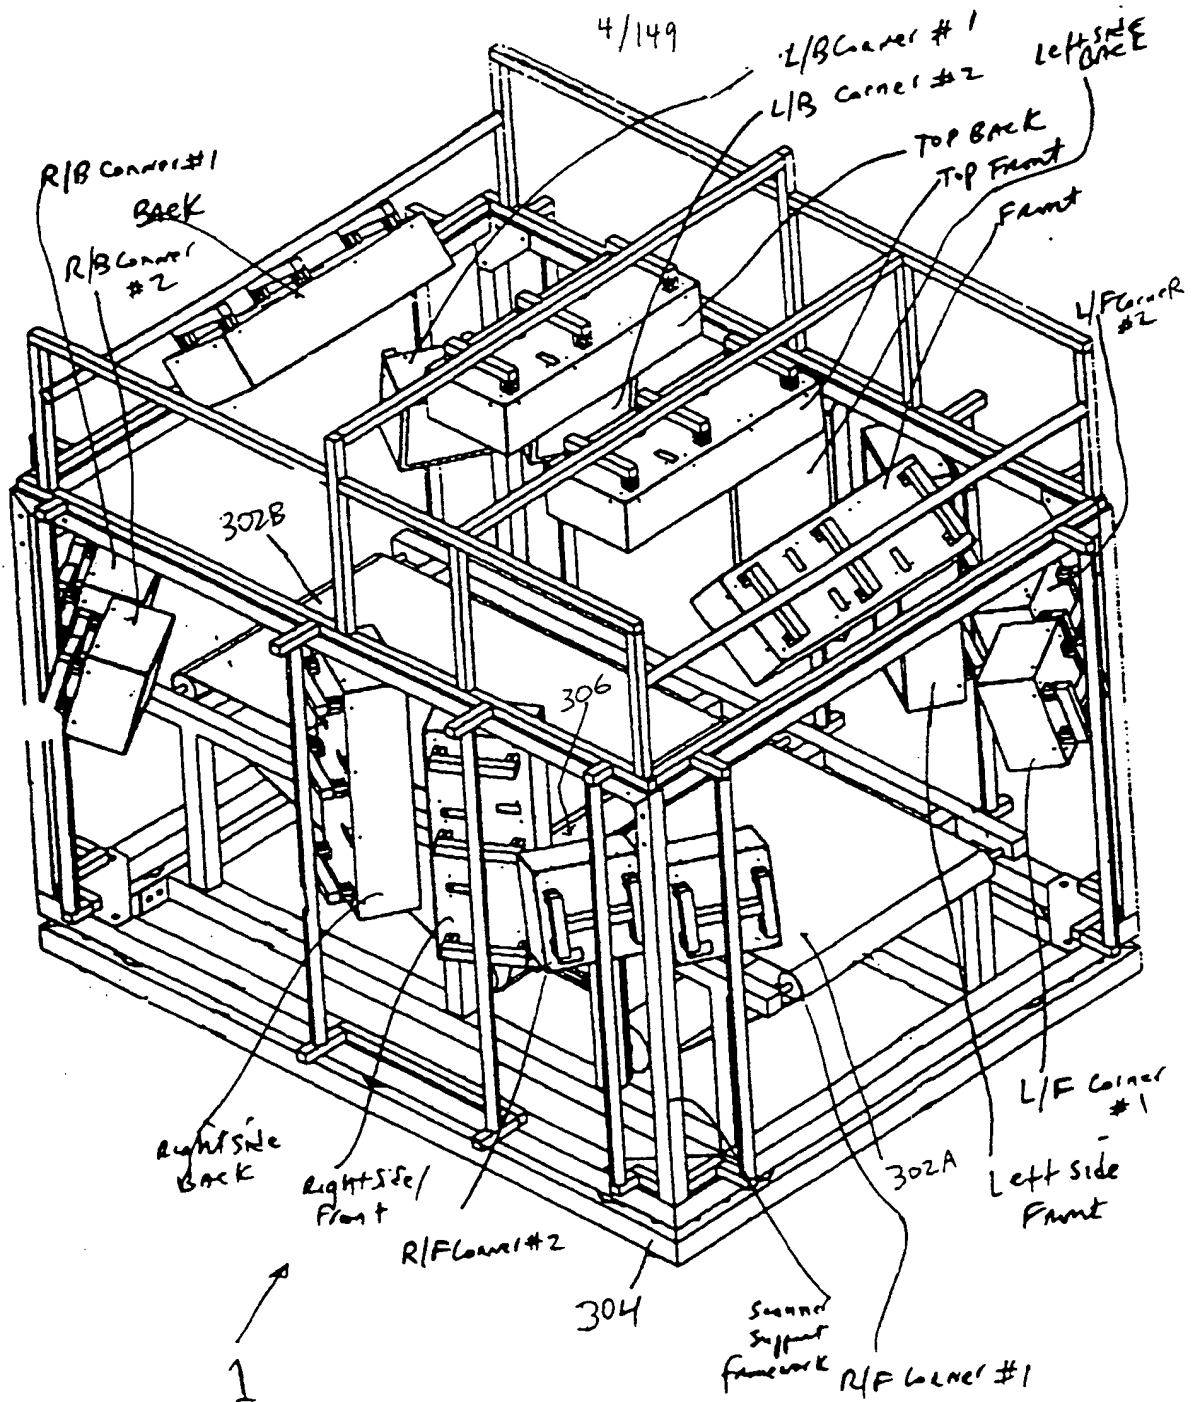 4/149
L/B Corner #1
L/B Corner #2
Left side
BACK
TOP BACK
TOP Front
Front
R/B Corner #1
BACK
R/B Corner
#2
L/F Corner
#2
302B
306
Right side
BACK
Right side/
Front
R/F Corner #2
304
Scanner
Support
framework
R/F Corner #1
302A
Left side
Front
L/F Corner
#1
1